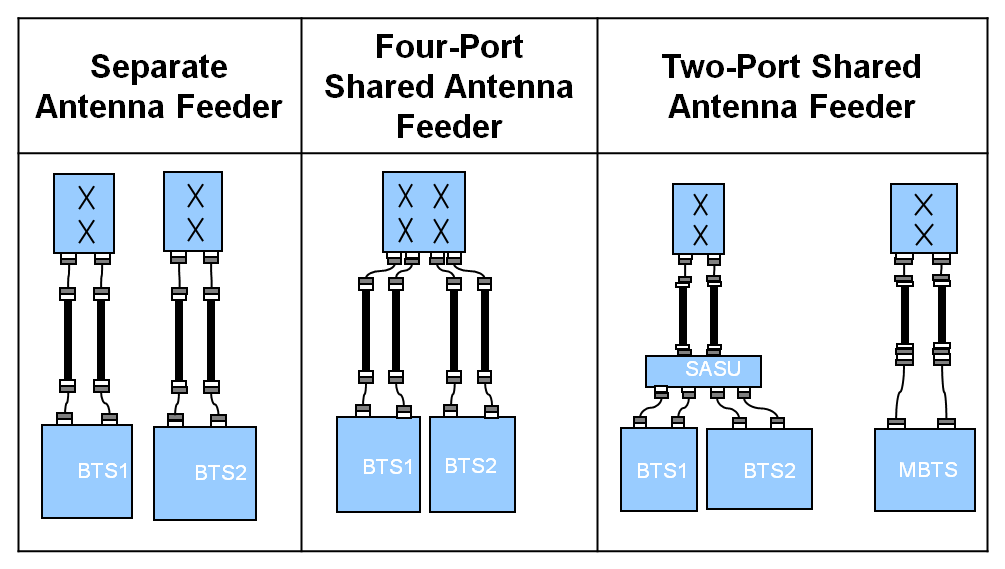 Separate
Antenna Feeder
Four-Port
Shared Antenna
Feeder
Two-Port Shared
Antenna Feeder
SASU
BTS1
BTS2
BTS1
BTS2
BTS1
BTS2
MBTS